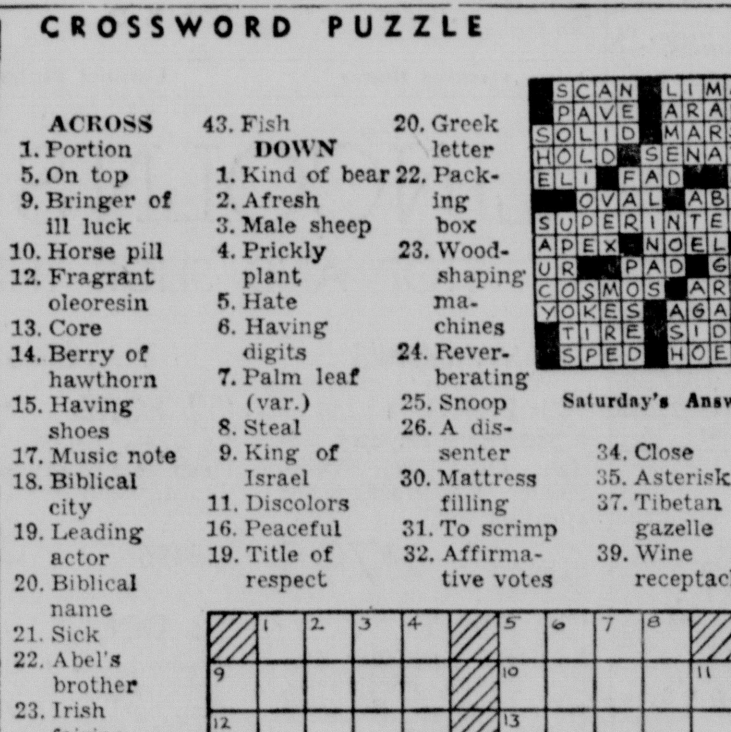 CROSSWORD PUZZLE
ACROSS
1. Portion
5. On top
9. Bringer of
ill luck
10. Horse pill
12. Fragrant
oleoresin
13. Core
14. Berry of
hawthorn
15. Having
shoes
17. Music note
18. Biblical
city
19. Leading
actor
20. Biblical
name
21. Sick
22. Abel's
brother
23. Irish
43. Fish
DOWN
1. Kind of bear
2. Afresh
3. Male sheep
4. Prickly
plant
5. Hate
6. Having
digits
7. Palm leaf
(var.)
8. Steal
9. King of
Israel
11. Discolors
16. Peaceful
19. Title of
respect
20. Greek
letter
22. Pack-
ing
box
23. Wood-
shaping
ma-
chines
24. Rever-
berating
25. Snoop
26. A dis-
senter
30. Mattress
filling
31. To scrimp
32. Affirma-
tive votes
SCAN LIM
PAVE ARA
SOLID MAR
HOLD SENA
ELI FAD
OVAL AB
SUPERINTE
APEX NOEL
UR PAD G
COSMOS AR
YOKES AGA
TIRE SID
SPED HOE
Saturday's Answ
34. Close
35. Asterisk
37. Tibetan
gazelle
39. Wine
receptac
1 2 3 4 5 6 7 8
9 10 11
12 13